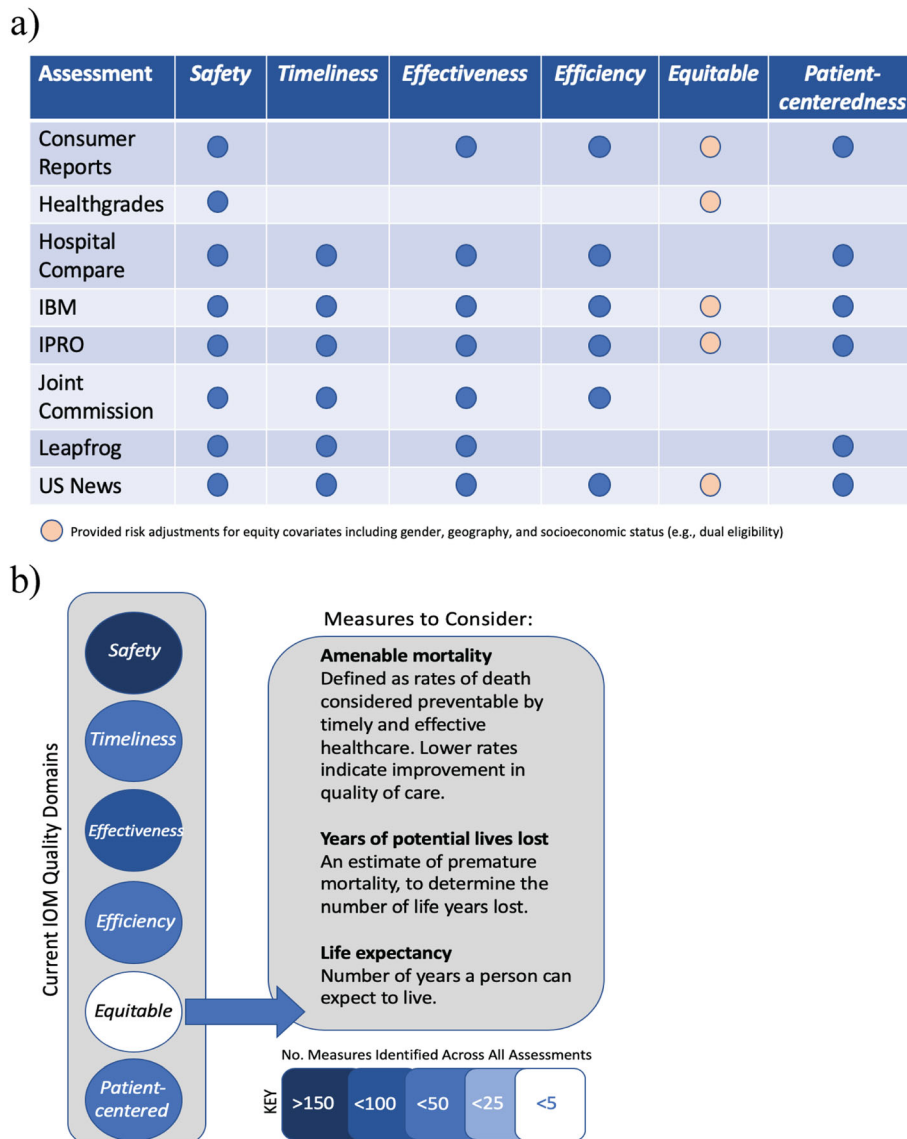 a)
Assessment Safety Timeliness Effectiveness Efficiency Equitable Patient-
centeredness
Consumer
Reports
Healthgrades
Hospital
Compare
IBM
IPRO
Joint
Commission
Leapfrog
US News
Provided risk adjustments for equity covariates including gender, geography, and socioeconomic status (e.g., dual eligibility)
b)
Current IOM Quality Domains
Safety
Timeliness
Effectiveness
Efficiency
Equitable
Patient-
centered
Measures to Consider:
Amenable mortality
Defined as rates of death
considered preventable by
timely and effective
healthcare. Lower rates
indicate improvement in
quality of care.
Years of potential lives lost
An estimate of premature
mortality, to determine the
number of life years lost.
Life expectancy
Number of years a person can
expect to live.
No. Measures Identified Across All Assessments
KEY
>150 <100 <50 <25 <5